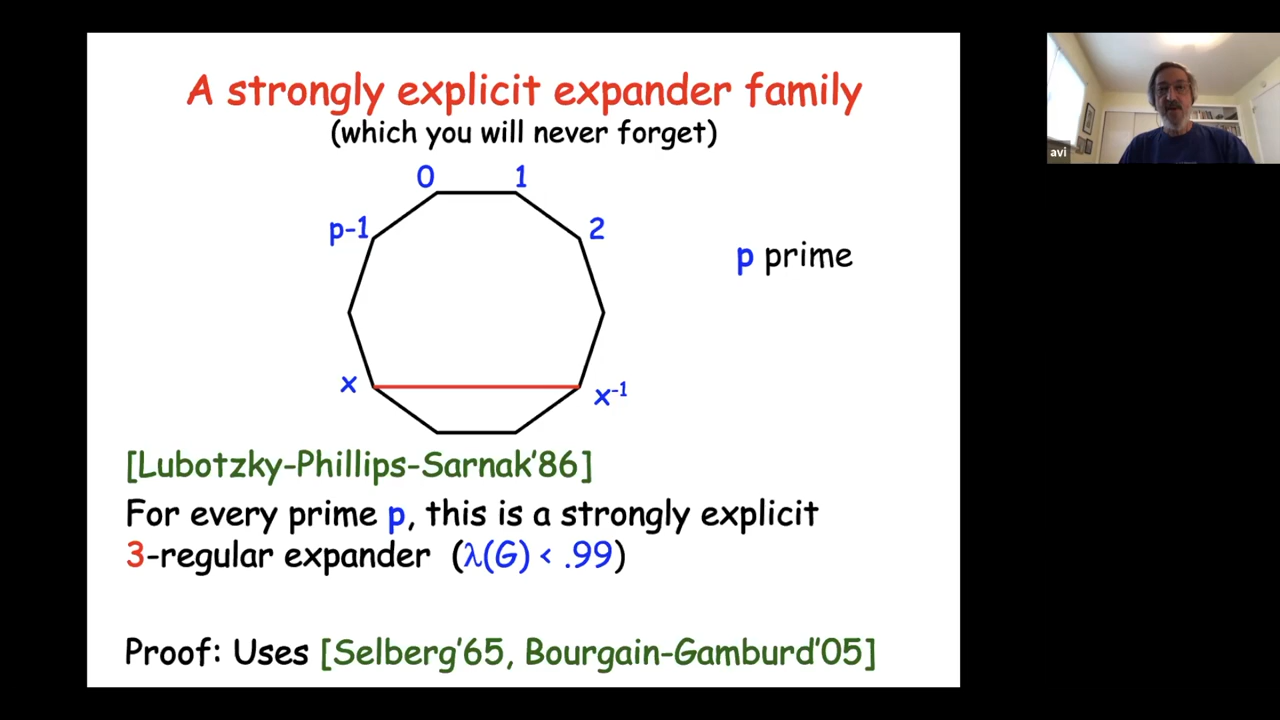 A strongly explicit expander family
(which you will never forget)
0
1
p-1
2
p prime
x
x⁻¹
[Lubotzky-Phillips-Sarnak'86]
For every prime p, this is a strongly explicit
3-regular expander (λ(G) < .99)
Proof: Uses [Selberg'65, Bourgain-Gamburd'05]
avi